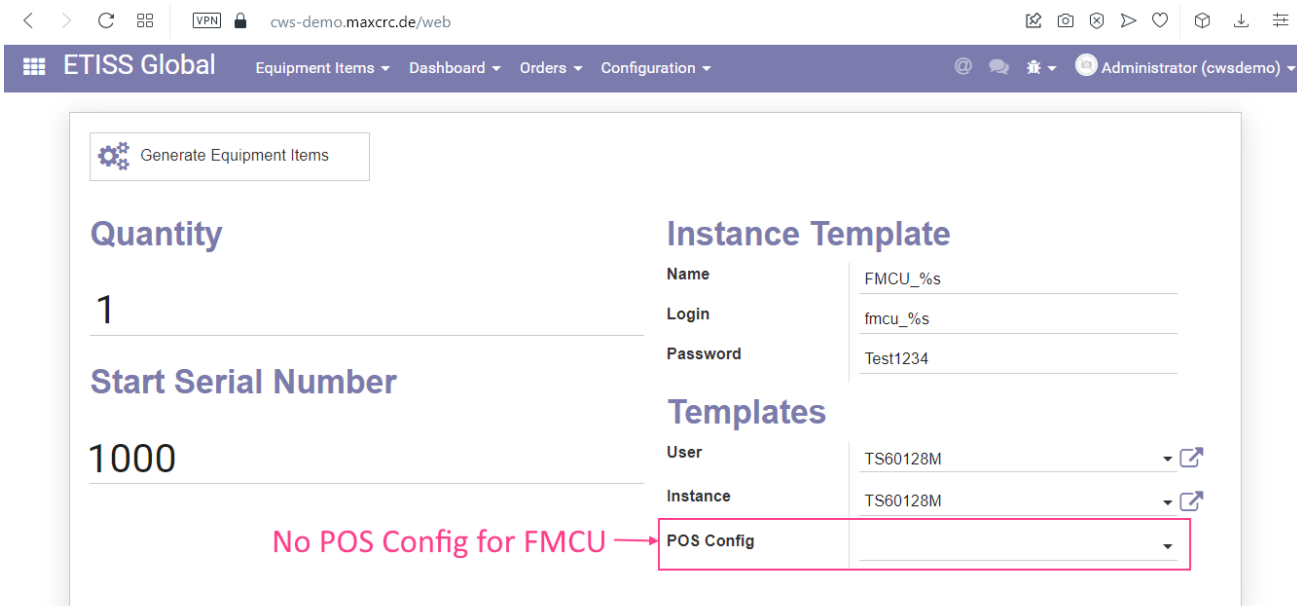 VPN cws-demo.maxcrc.de/web
ETISS Global Equipment Items Dashboard Orders Configuration @ Administrator (cwsdemo)
Generate Equipment Items
Quantity
1
Start Serial Number
1000
Instance Template
Name FMCU_%s
Login fmcu_%s
Password Test1234
Templates
User TS60128M
Instance TS60128M
No POS Config for FMCU
POS Config